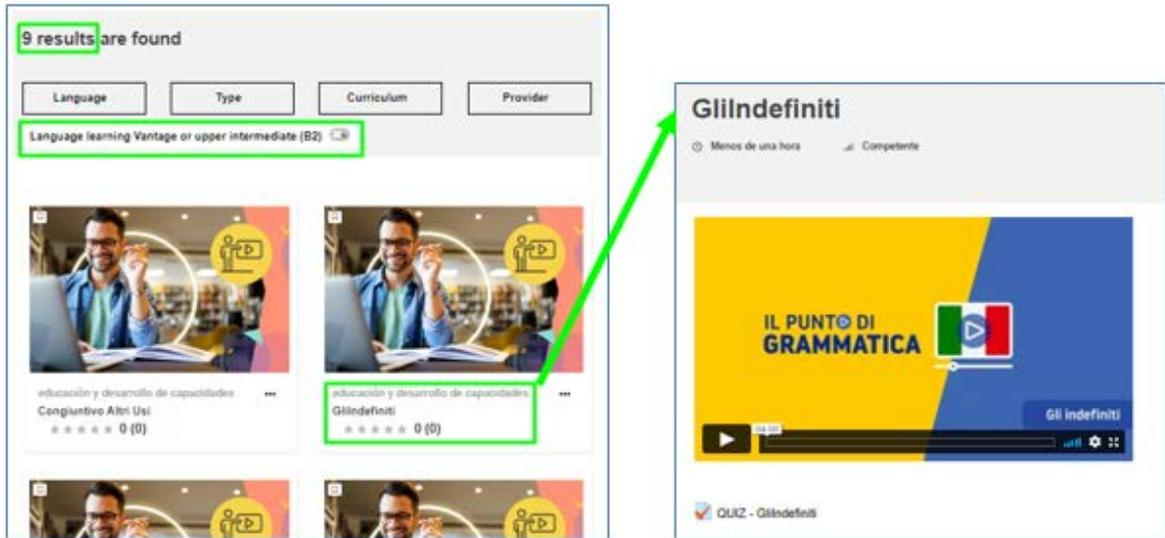 9 results are found
Language Type Curriculum Provider
Language learning Vantage or upper intermediate (B2)
educación y desarrollo de capacidades
Congiuntivo Altri Usi
0 (0)
educación y desarrollo de capacidades
GliIndefiniti
0 (0)
GliIndefiniti
Menos de una hora Competente
IL PUNTO DI
GRAMMATICA
Gli indefiniti
QUIZ - GliIndefiniti